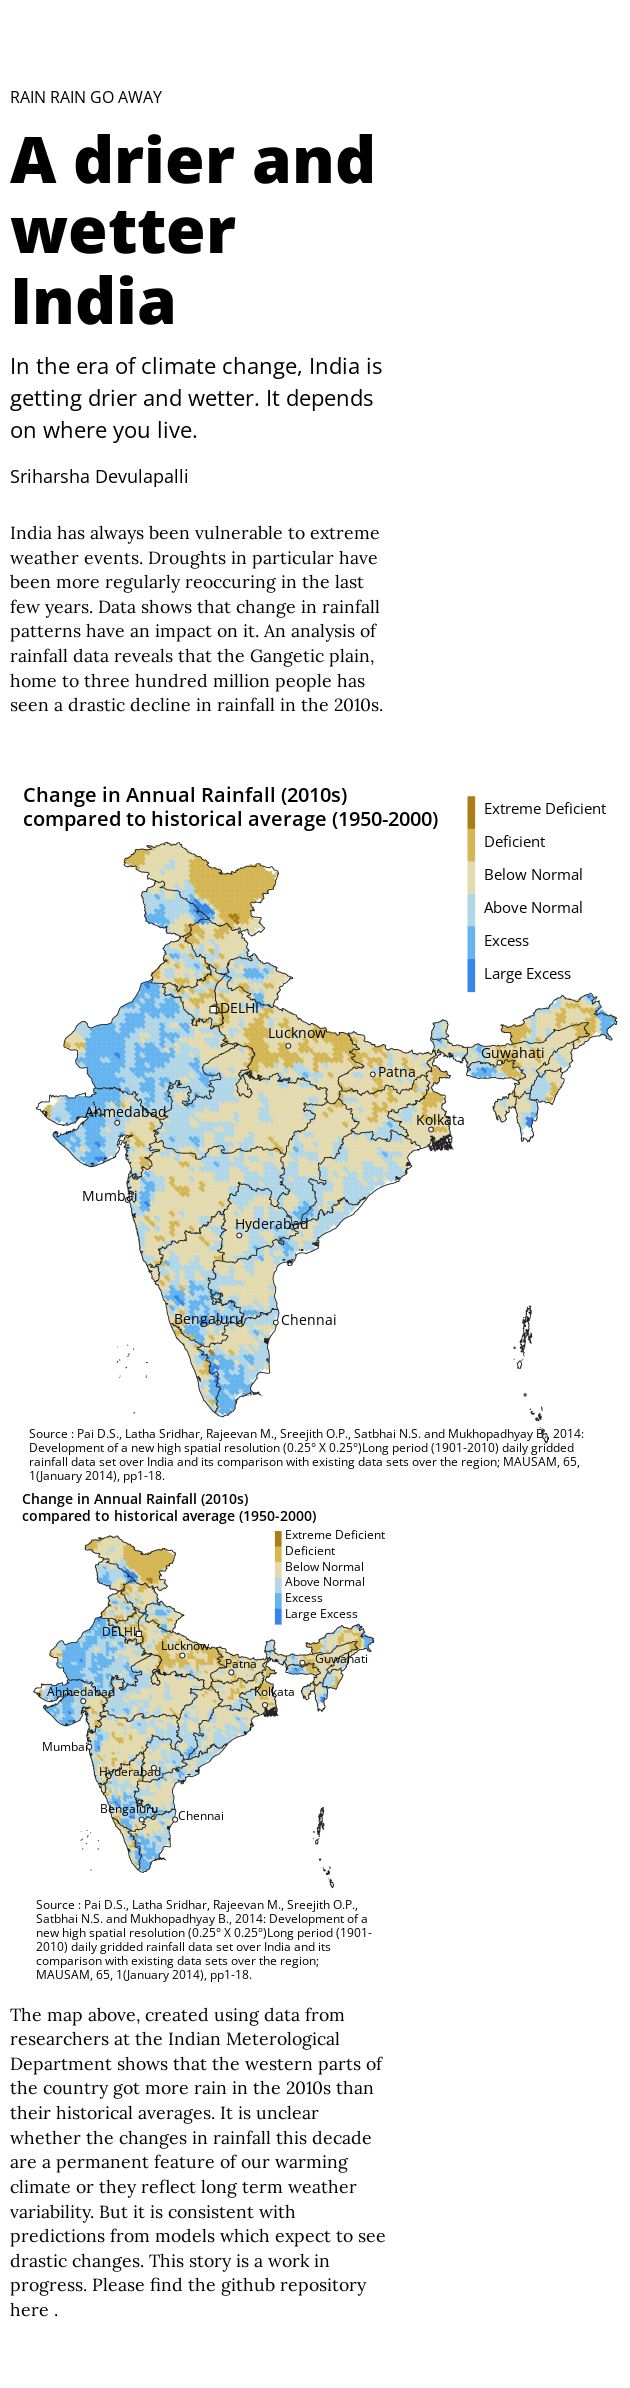 RAIN RAIN GO AWAY
A drier and
wetter
India
In the era of climate change, India is
getting drier and wetter. It depends
on where you live.
Sriharsha Devulapalli
India has always been vulnerable to extreme
weather events. Droughts in particular have
been more regularly reoccuring in the last
few years. Data shows that change in rainfall
patterns have an impact on it. An analysis of
rainfall data reveals that the Gangetic plain,
home to three hundred million people has
seen a drastic decline in rainfall in the 2010s.
Change in Annual Rainfall (2010s)
compared to historical average (1950-2000)
Extreme Deficient
Deficient
Below Normal
Above Normal
Excess
Large Excess
DELHI
Lucknow
Guwahati
Patna
Ahmedabad
Kolkata
Mumbai
Hyderabad
Bengaluru
Chennai
Source : Pai D.S., Latha Sridhar, Rajeevan M., Sreejith O.P., Satbhai N.S. and Mukhopadhyay B., 2014:
Development of a new high spatial resolution (0.25° X 0.25°)Long period (1901-2010) daily gridded
rainfall data set over India and its comparison with existing data sets over the region; MAUSAM, 65,
1(January 2014), pp1-18.
Change in Annual Rainfall (2010s)
compared to historical average (1950-2000)
Extreme Deficient
Deficient
Below Normal
Above Normal
Excess
Large Excess
DELHI
Lucknow
Guwahati
Patna
Ahmedabad
Kolkata
Mumbai
Hyderabad
Bengaluru
Chennai
Source : Pai D.S., Latha Sridhar, Rajeevan M., Sreejith O.P.,
Satbhai N.S. and Mukhopadhyay B., 2014: Development of a
new high spatial resolution (0.25° X 0.25°)Long period (1901-
2010) daily gridded rainfall data set over India and its
comparison with existing data sets over the region;
MAUSAM, 65, 1(January 2014), pp1-18.
The map above, created using data from
researchers at the Indian Meterological
Department shows that the western parts of
the country got more rain in the 2010s than
their historical averages. It is unclear
whether the changes in rainfall this decade
are a permanent feature of our warming
climate or they reflect long term weather
variability. But it is consistent with
predictions from models which expect to see
drastic changes. This story is a work in
progress. Please find the github repository
here .